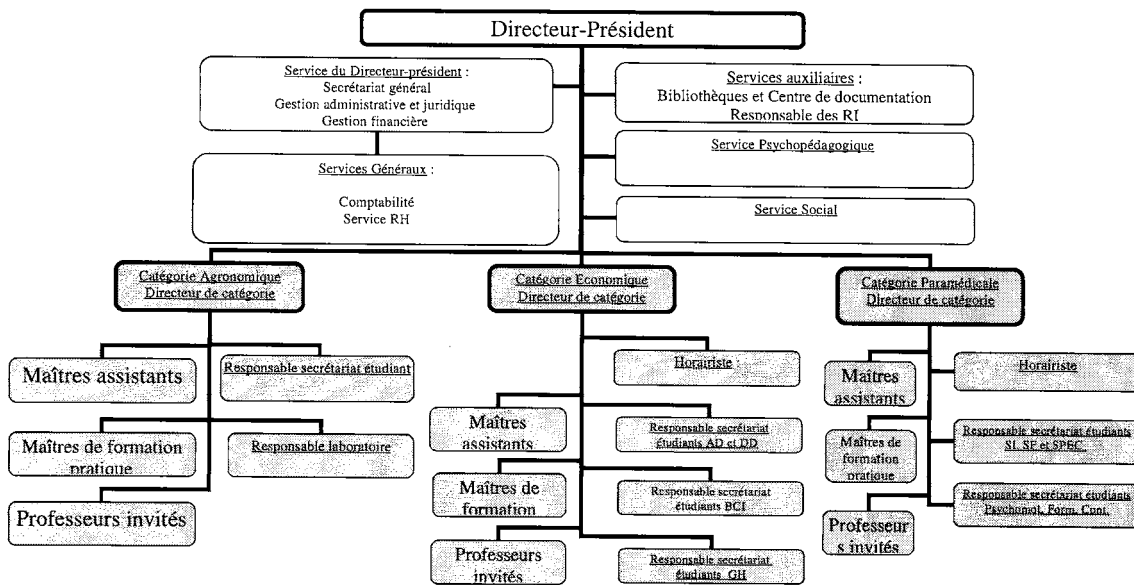 Directeur-Président
Service du Directeur-président :
Secrétariat général
Gestion administrative et juridique
Gestion financière
Services auxiliaires :
Bibliothèques et Centre de documentation
Responsable des RI
Services Généraux :
Comptabilité
Service RH
Service Psychopédagogique
Service Social
Catégorie Agronomique
Directeur de catégorie
Catégorie Economique
Directeur de catégorie
Catégorie Paramédicale
Directeur de catégorie
Maîtres assistants
Responsable secrétariat étudiant
Maîtres de formation
pratique
Responsable laboratoire
Professeurs invités
Horairiste
Maîtres
assistants
Responsable secrétariat
étudiants AD et DD
Maîtres de
formation
Responsable secrétariat
étudiants BCI
Professeurs
invités
Responsable secrétariat
étudiants GH
Maîtres
assistants
Horairiste
Maîtres de
formation
pratique
Responsable secrétariat étudiants
SI, SF et
Professeur
s invités
Responsable secrétariat étudiants
Psychomot, Form. Cont.